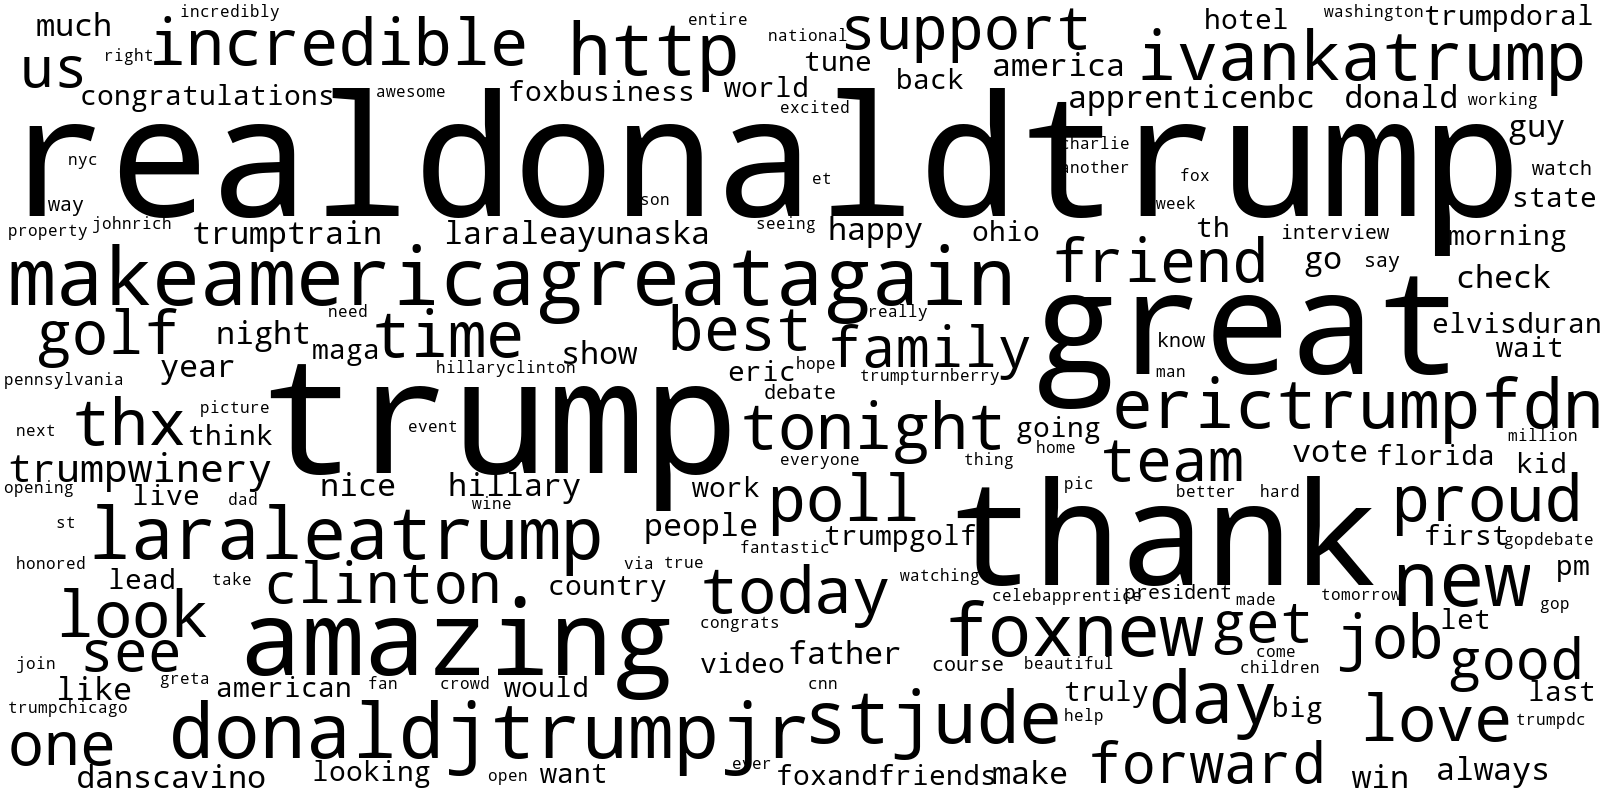 much incredibly entire hotel washington trumpdoral
us right incredible http national support ivankatrump
tune back america
congratulations awesome foxbusiness world excited apprenticenbc donald working
realdonaldtrump guy
nyc charlie another fox watch
way son et week state
property johnrich trumptrain laraleayunaska seeing happy ohio th interview morning
makeamericagreatagain friend go say check
golf night need time best really great elvisduran
year maga show family know wait
pennsylvania hillaryclinton eric hope trumpturnberry man
trump debate erictrumpfdn
next thx picture think event tonight going home million
trumpwinery everyone thing team vote florida kid
opening live dad nice hillary wine work poll pic better hard proud
st laraleatrump people trumpgolf thank first gopdebate
honored fantastic
lead take clinton country via true today watching new pm
look celebapprentice president made tomorrow gop
see amazing congrats foxnew get job let
join video father course beautiful come children good
like greta american fan crowd would cnn truly day last
trumpchicago donaldjtrumpjr stjude help big love trumpdc
one
danscavino looking open want ever foxandfriends make forward win always